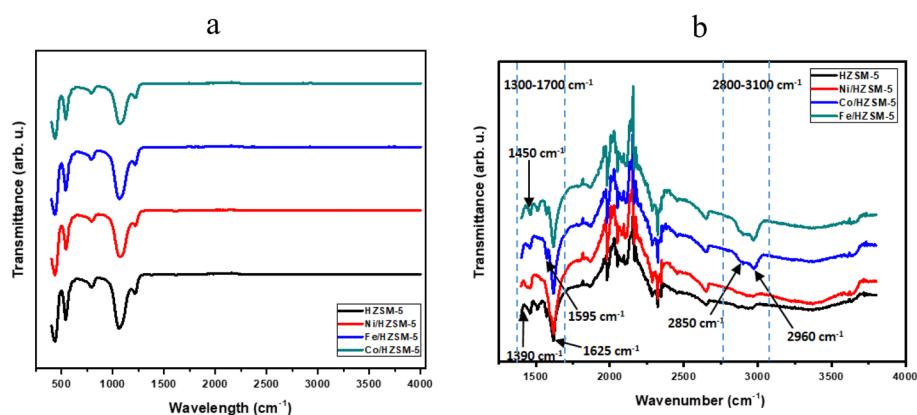 a
Transmittance (arb. u.)
HZSM-5
Ni/HZSM-5
Fe/HZSM-5
Co/HZSM-5
500 1000 1500 2000 2500 3000 3500 4000
Wavelength (cm⁻¹)
b
Transmittance (arb. u.)
1300-1700 cm⁻¹
2800-3100 cm⁻¹
HZSM-5
Ni/HZSM-5
Co/HZSM-5
Fe/HZSM-5
1450 cm⁻¹
1595 cm⁻¹
2850 cm⁻¹
2960 cm⁻¹
1390 cm⁻¹
1625 cm⁻¹
1500 2000 2500 3000 3500 4000
Wavenumber (cm⁻¹)